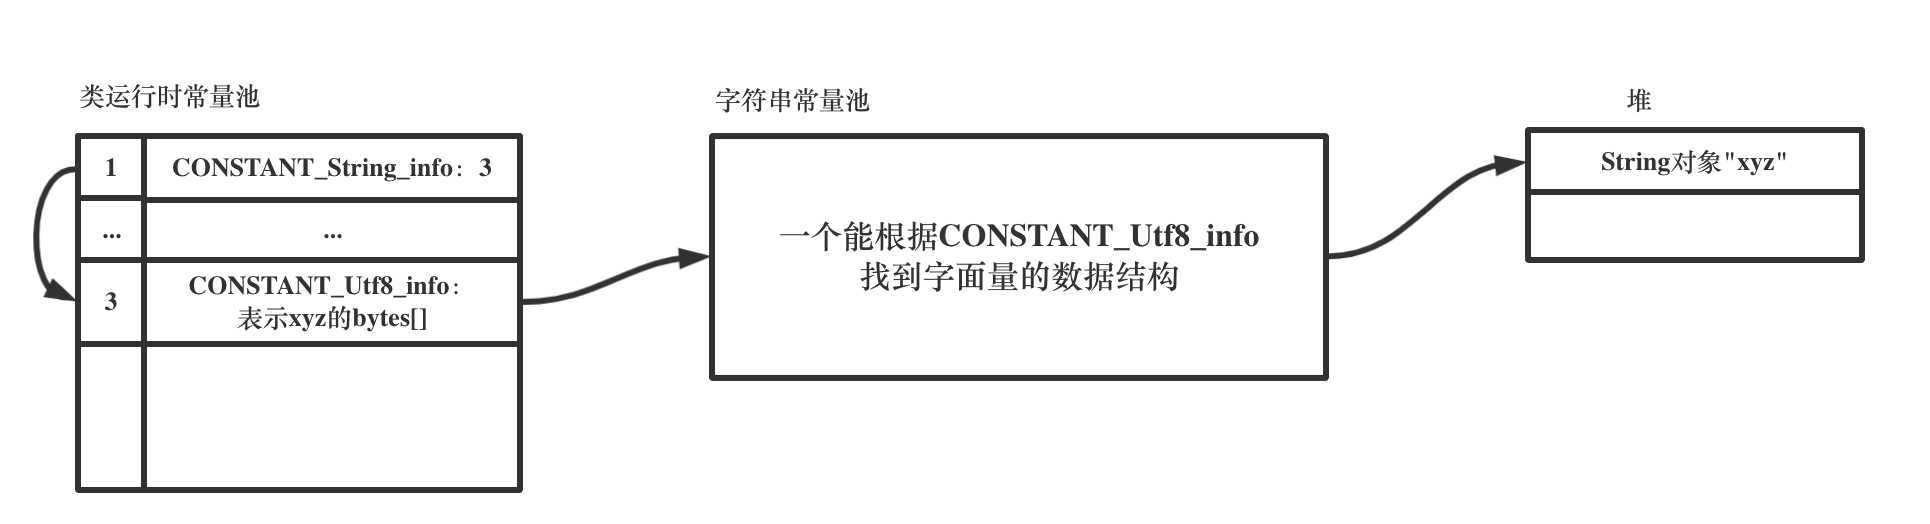 类运行时常量池
1 CONSTANT_String_info：3
... ...
3 CONSTANT_Utf8_info：
表示xyz的bytes[]
字符串常量池
一个能根据CONSTANT_Utf8_info
找到字面量的数据结构
堆
String对象"xyz"